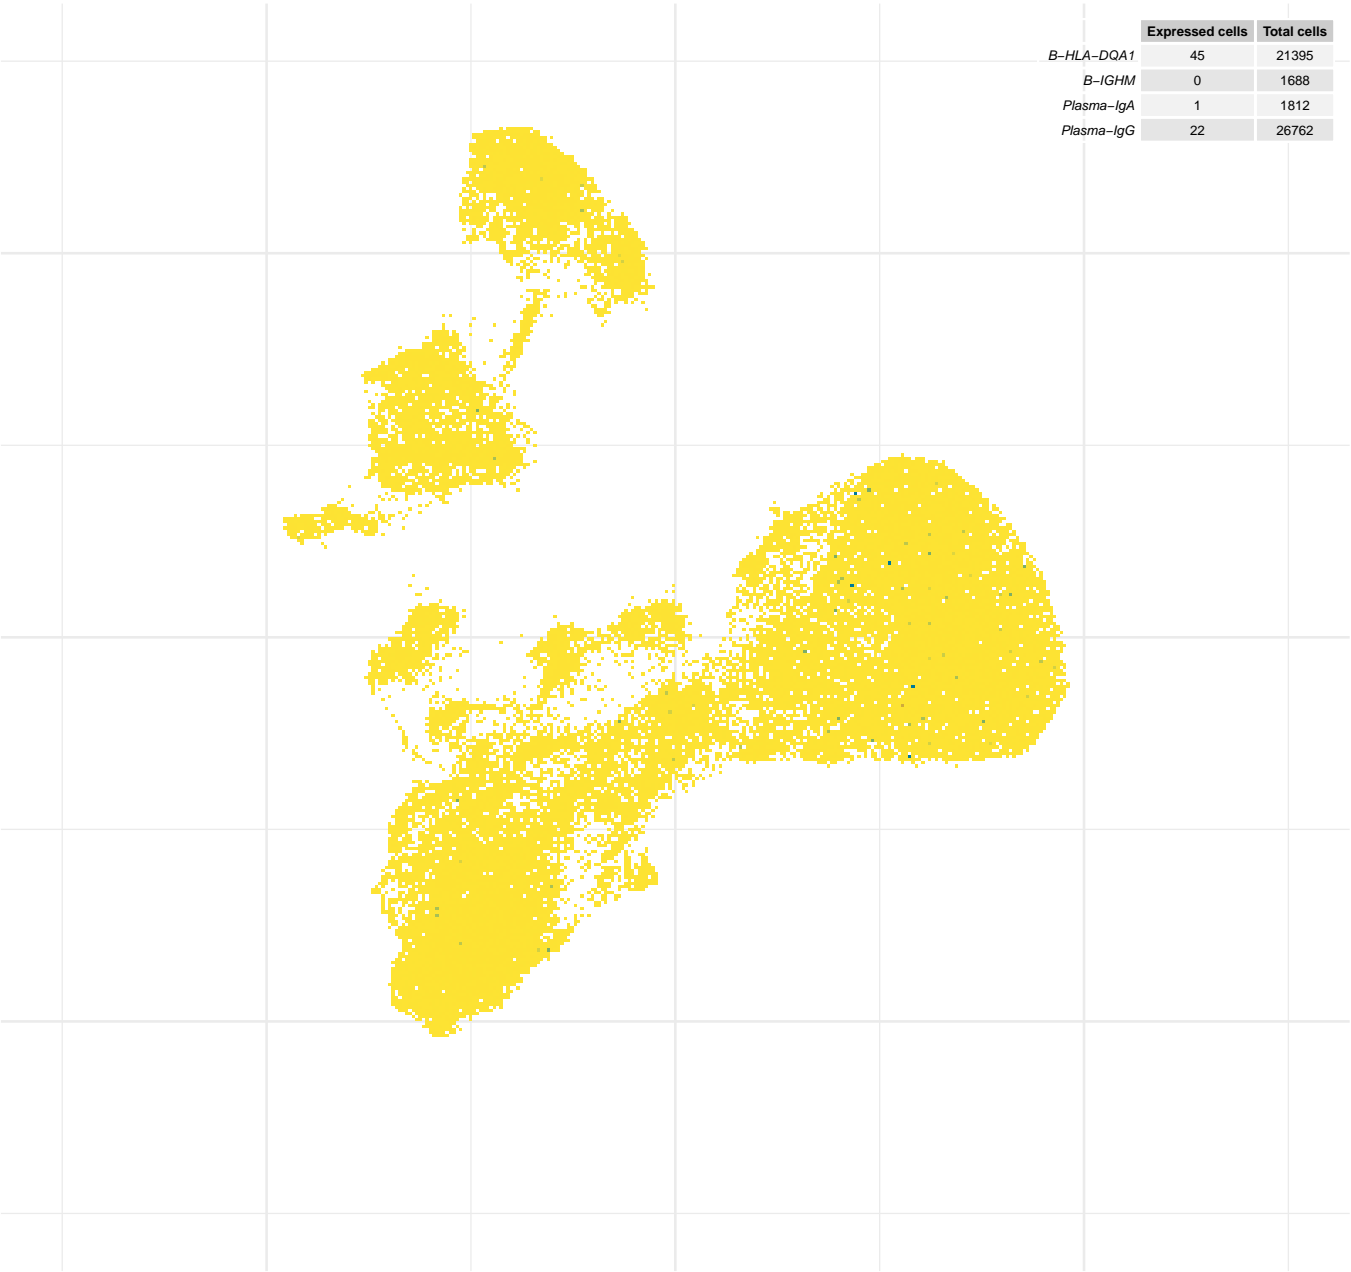 Expressed cells Total cells
B−HLA−DQA1 45 21395
B−IGHM 0 1688
Plasma−IgA 1 1812
Plasma−IgG 22 26762